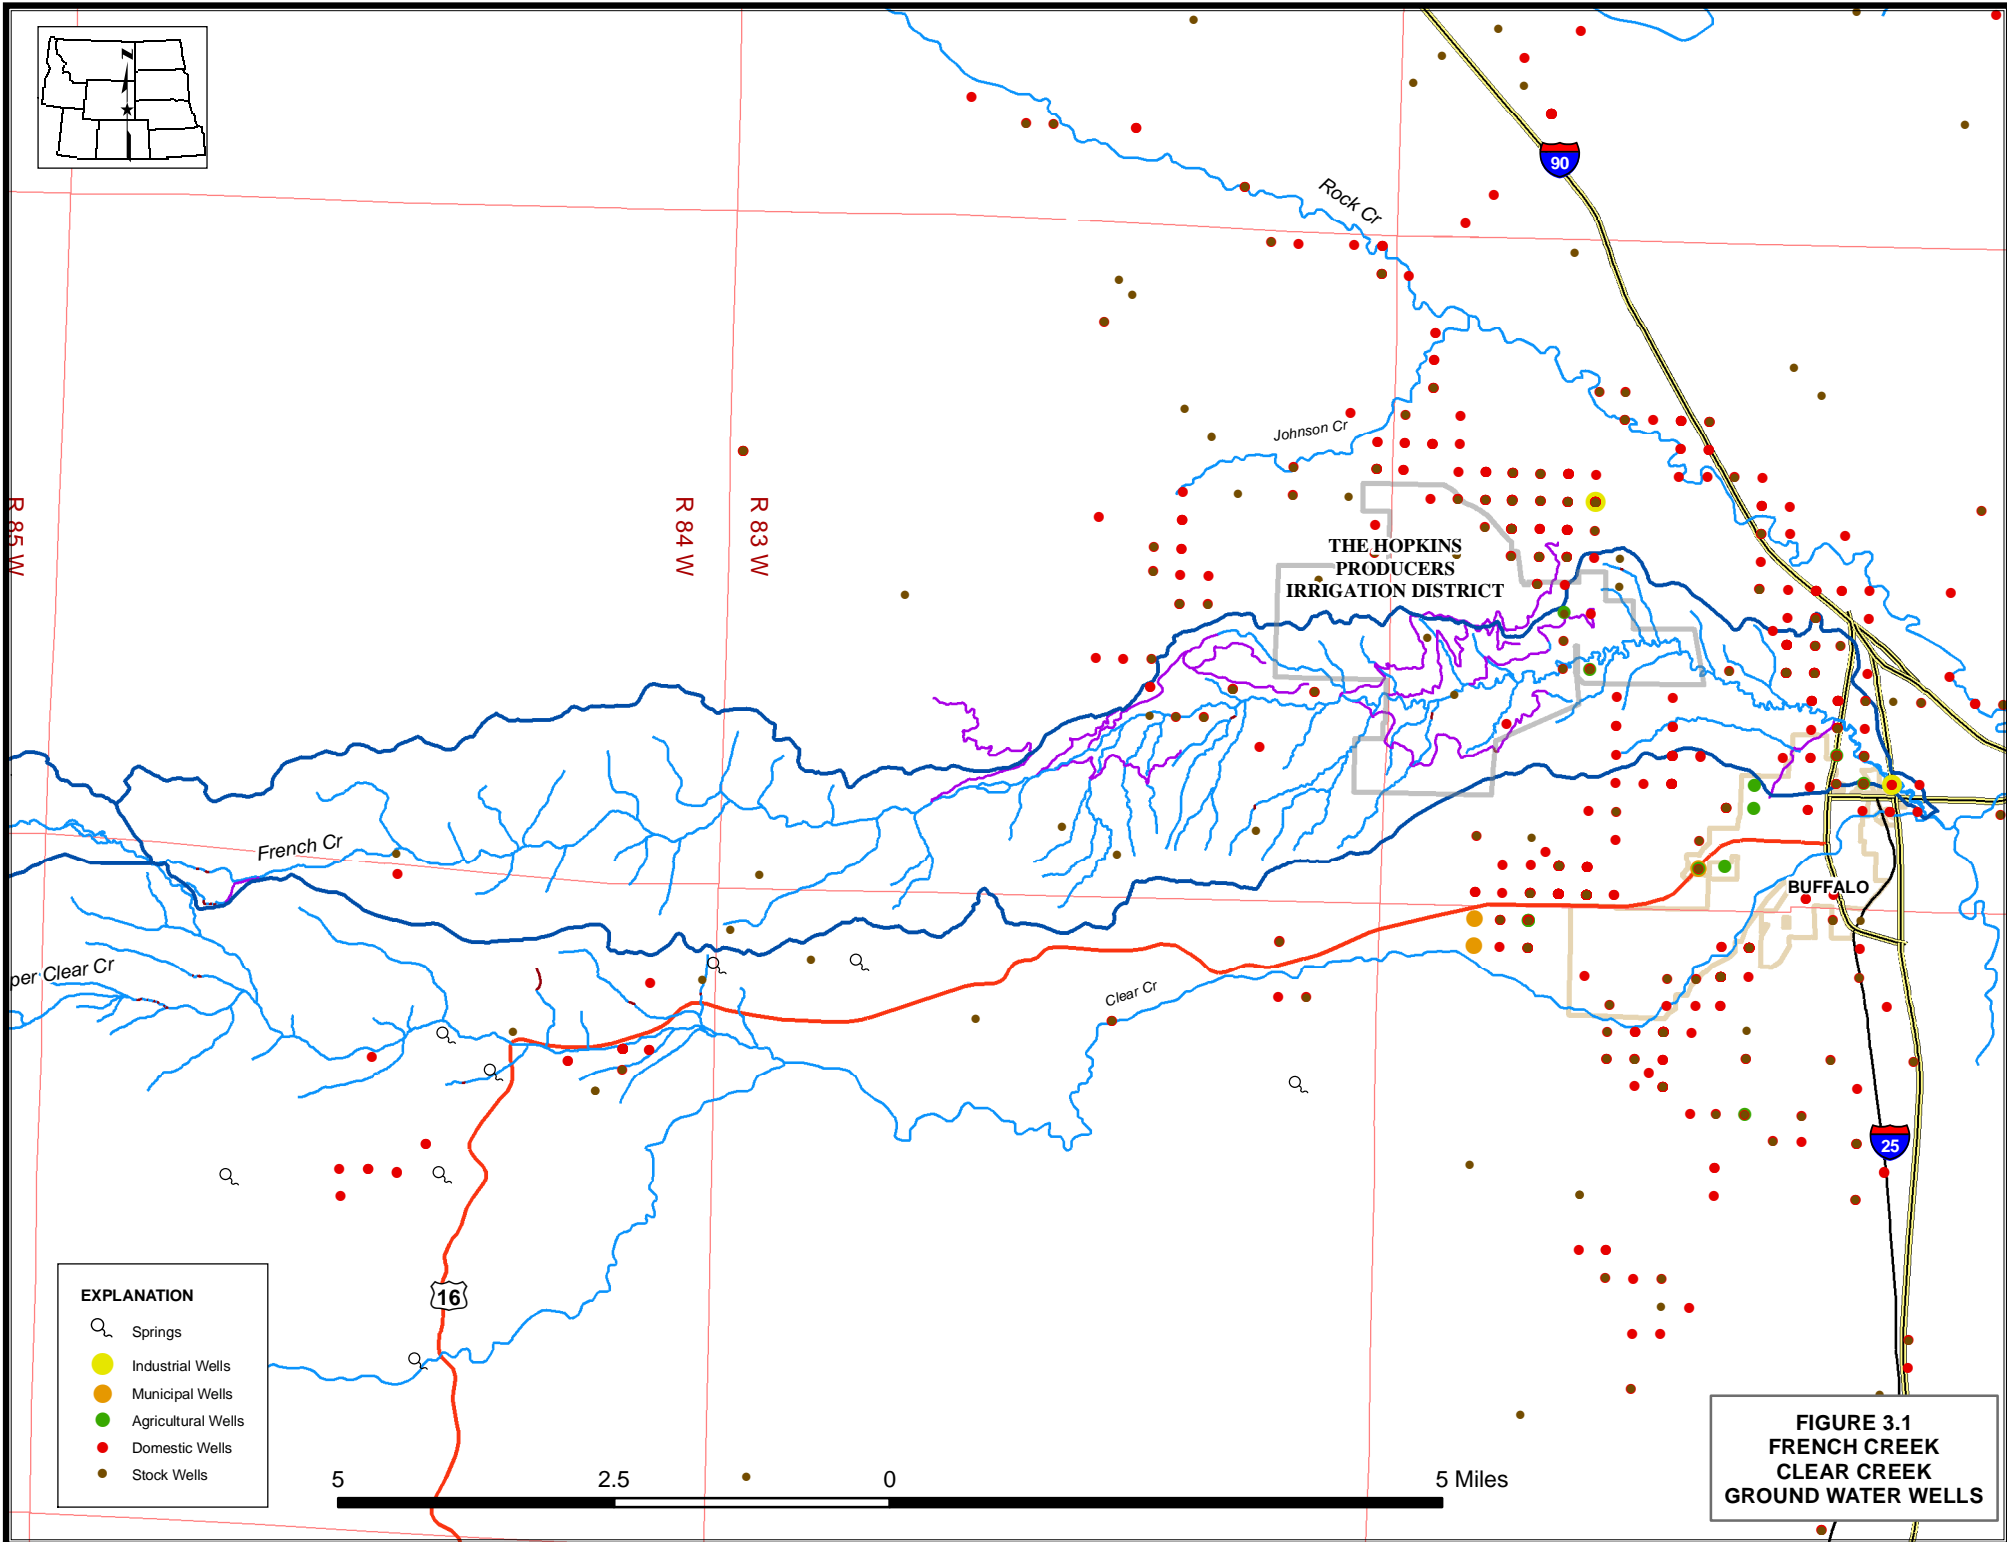 N
90
Rock Cr
Johnson Cr
R 85 W
R 84 W
R 83 W
THE HOPKINS
PRODUCERS
IRRIGATION DISTRICT
French Cr
BUFFALO
per Clear Cr
Clear Cr
25
16
EXPLANATION
Springs
Industrial Wells
Municipal Wells
Agricultural Wells
Domestic Wells
Stock Wells
5 2.5 0 5 Miles
FIGURE 3.1
FRENCH CREEK
CLEAR CREEK
GROUND WATER WELLS